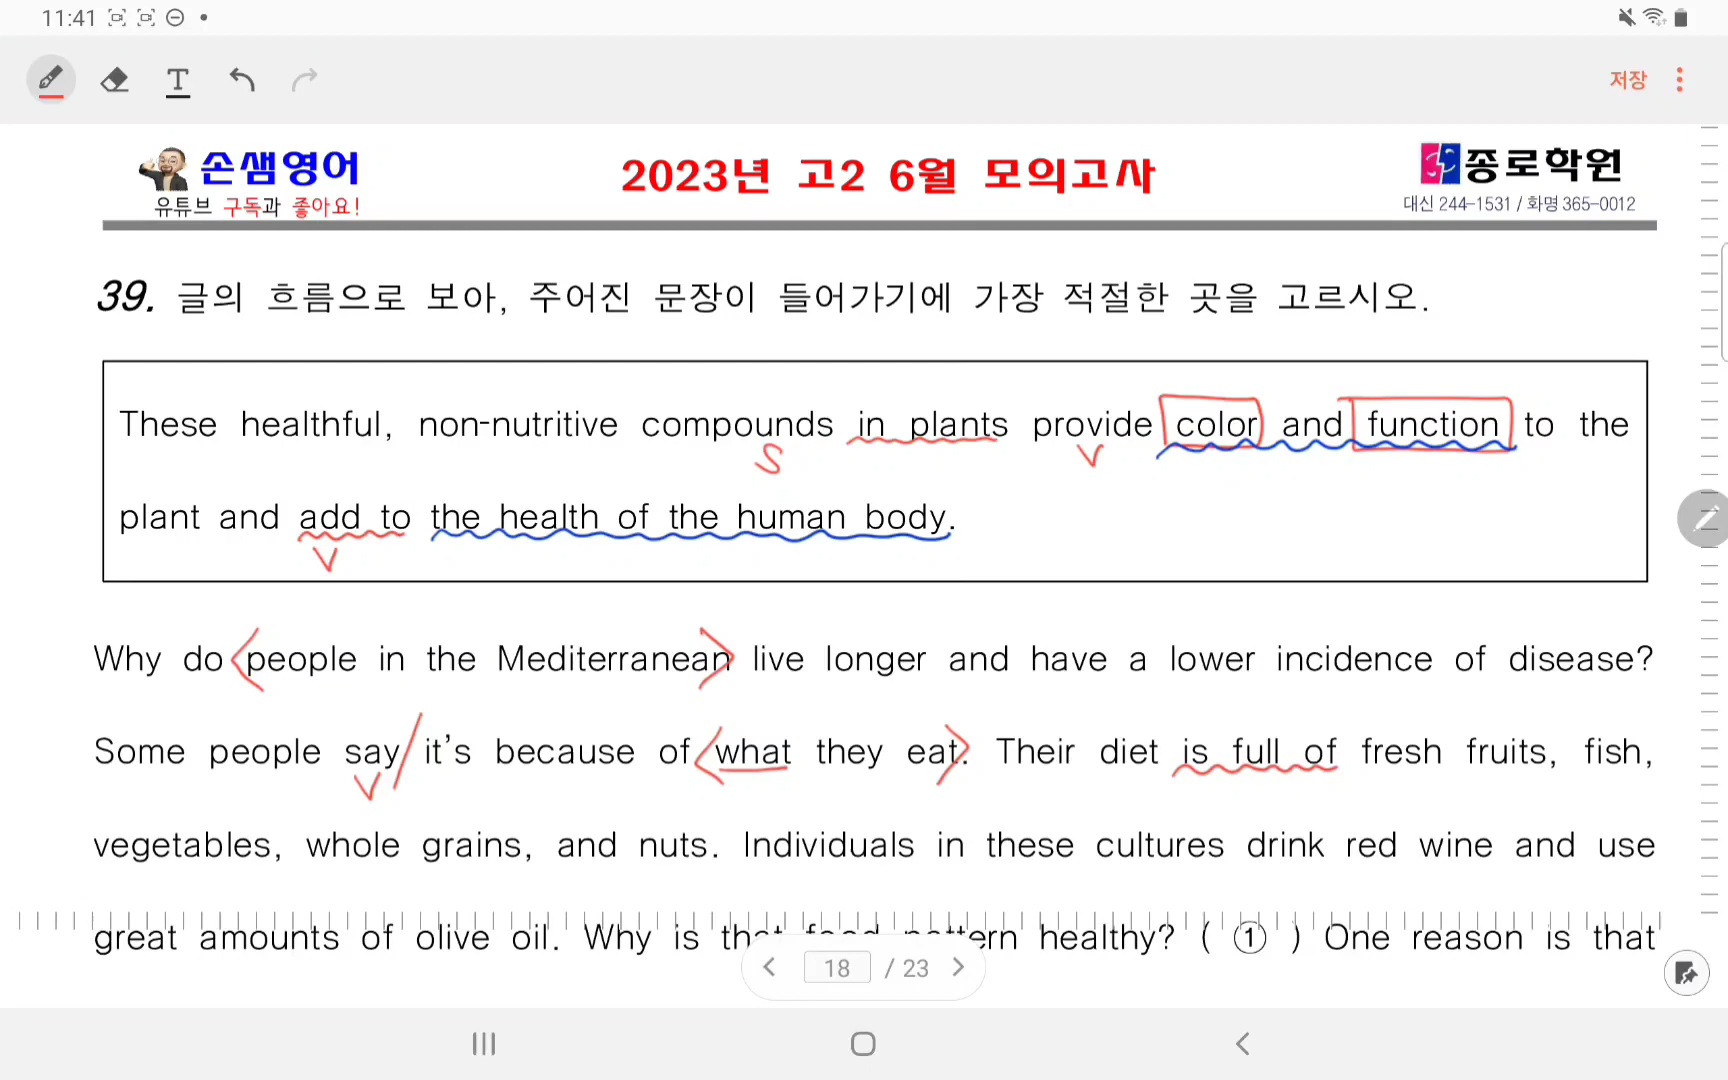 11:41
저장
손샘영어
유튜브 구독과 좋아요!
2023년 고2 6월 모의고사
종로학원
대신 244-1531 / 화명 365-0012
39. 글의 흐름으로 보아, 주어진 문장이 들어가기에 가장 적절한 곳을 고르시오.
These healthful, non-nutritive compounds in plants provide color and function to the
S V
plant and add to the health of the human body.
V
Why do people in the Mediterranean live longer and have a lower incidence of disease?
Some people say it's because of what they eat. Their diet is full of fresh fruits, fish,
V
vegetables, whole grains, and nuts. Individuals in these cultures drink red wine and use
great amounts of olive oil. Why is that food pattern healthy? ( ① ) One reason is that
18 / 23